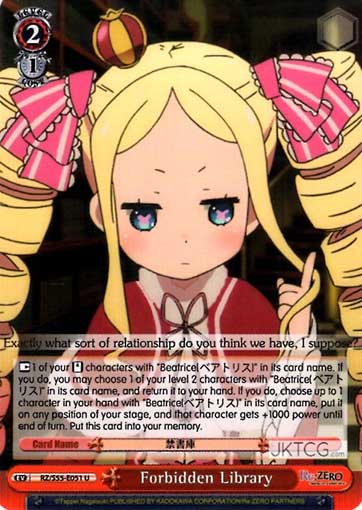 LEVEL
2
1
COST
Exactly what sort of relationship do you think we have, I suppose?
1 of your characters with "Beatrice(ベアトリス)" in its card name. If
you do, you may choose 1 of your level 2 characters with "Beatrice(ベアト
リス)" in its card name, and return it to your hand. If you do, choose up to 1
character in your hand with "Beatrice(ベアトリス)" in its card name, put it
on any position of your stage, and that character gets +1000 power until
end of turn. Put this card into your memory.
Card Name
禁書庫
JKTCG.com
EV
RZ/S55-E051 U
Forbidden Library
Re:ZERO
©Tappei Nagatsuki,PUBLISHED BY KADOKAWA CORPORATION/Re:ZERO PARTNERS